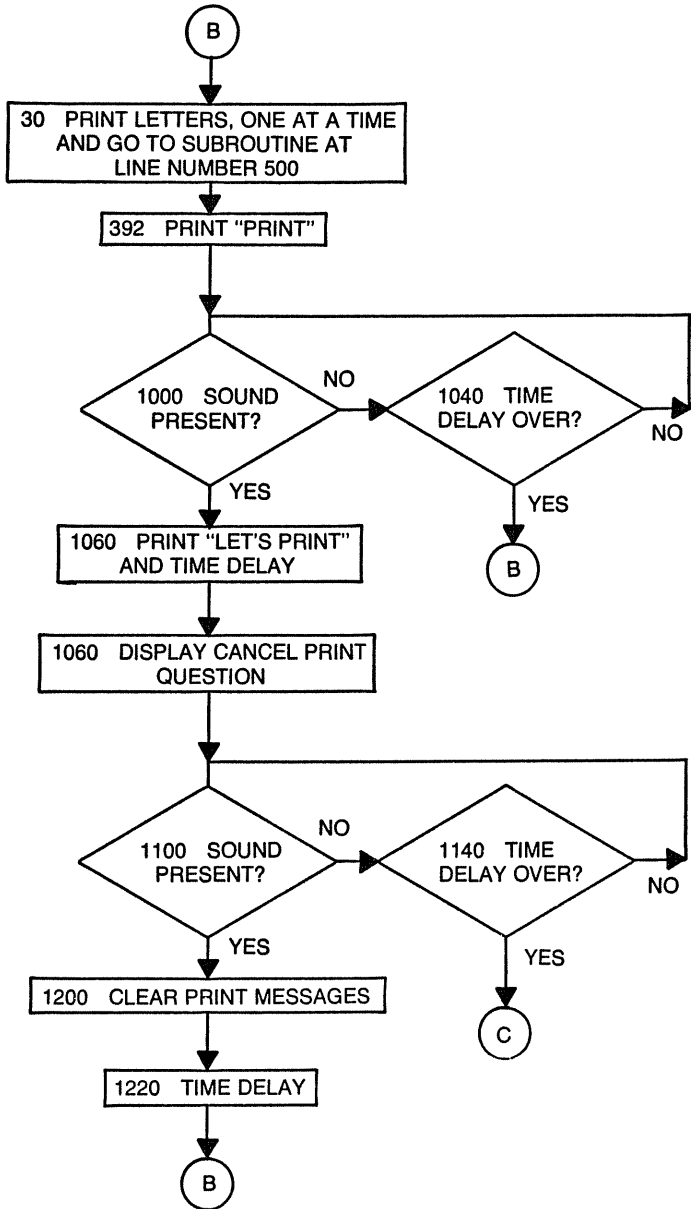 B
30 PRINT LETTERS, ONE AT A TIME
AND GO TO SUBROUTINE AT
LINE NUMBER 500
392 PRINT "PRINT"
1000 SOUND
PRESENT?
NO
1040 TIME
DELAY OVER?
NO
YES
YES
1060 PRINT "LET'S PRINT"
AND TIME DELAY
B
1060 DISPLAY CANCEL PRINT
QUESTION
1100 SOUND
PRESENT?
NO
1140 TIME
DELAY OVER?
NO
YES
YES
1200 CLEAR PRINT MESSAGES
C
1220 TIME DELAY
B